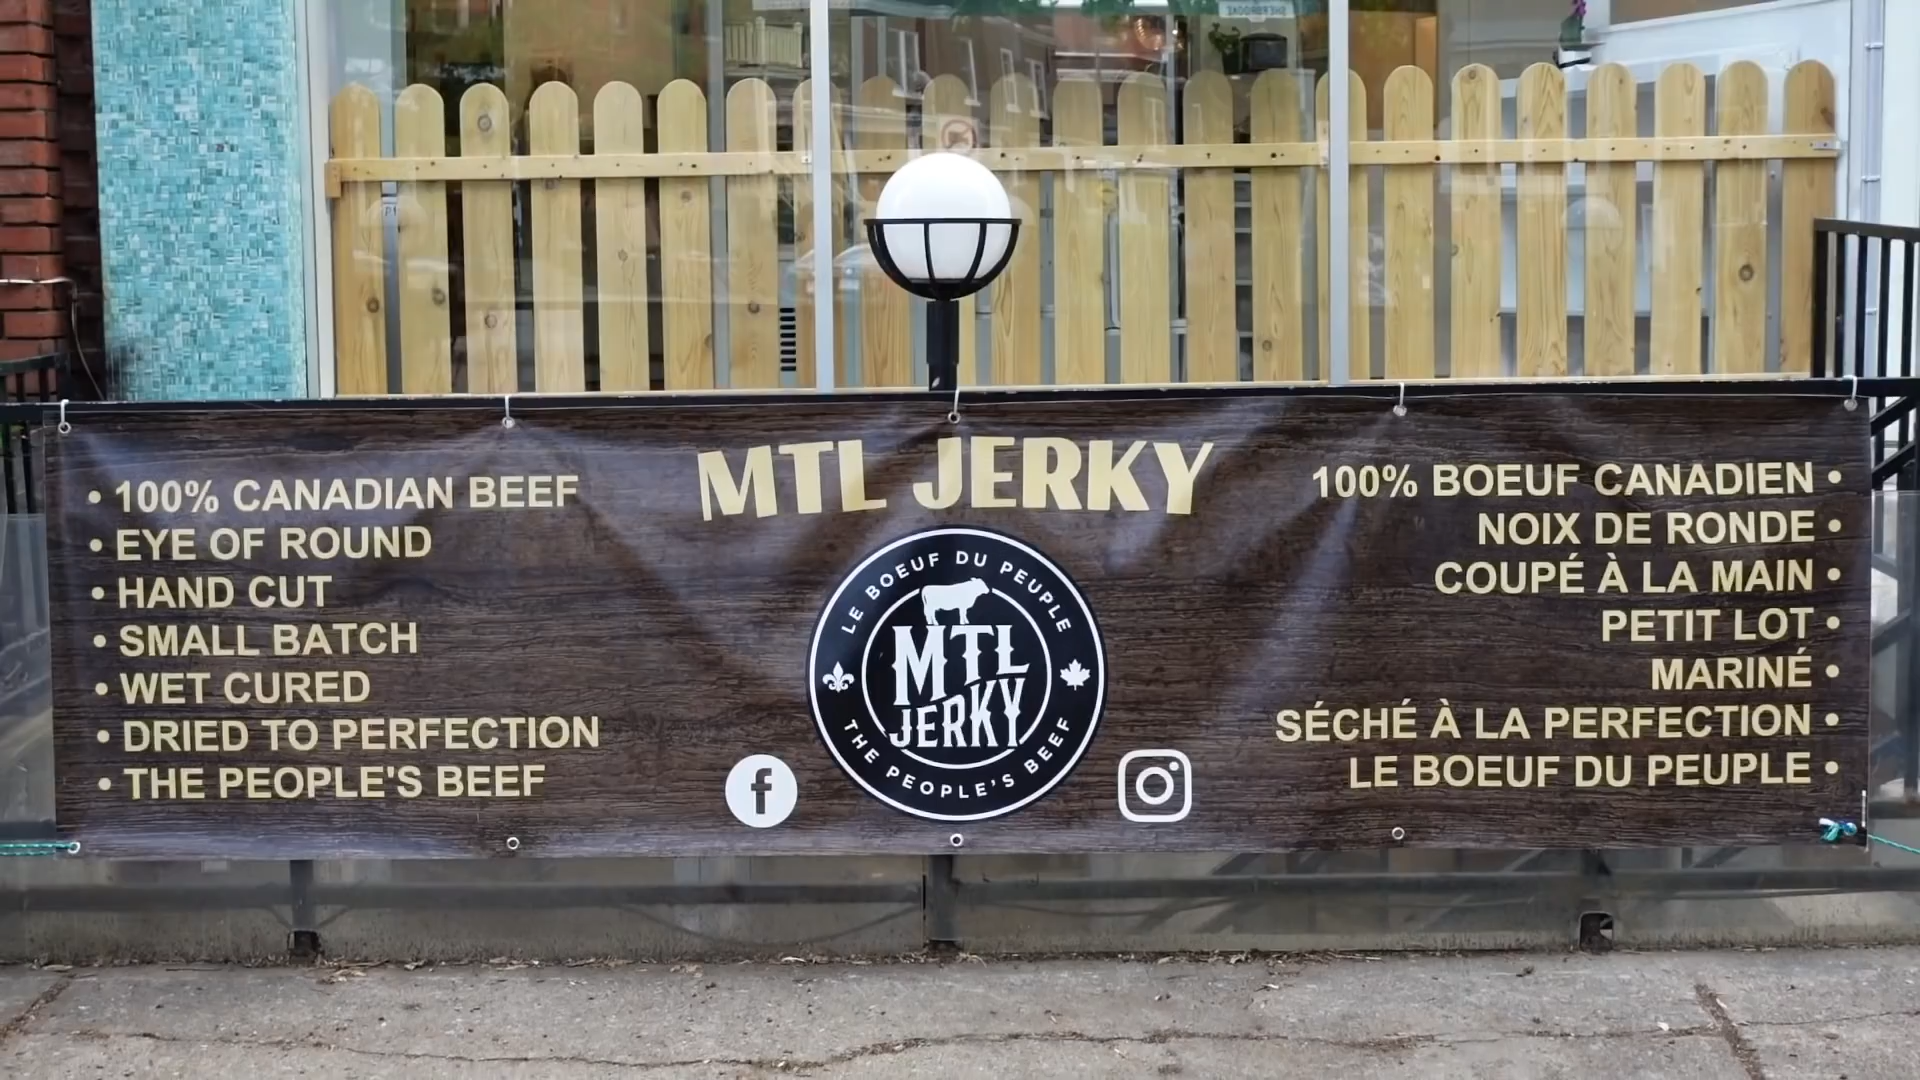 MTL JERKY
• 100% CANADIAN BEEF
• EYE OF ROUND
• HAND CUT
• SMALL BATCH
• WET CURED
• DRIED TO PERFECTION
• THE PEOPLE'S BEEF
LE BOEUF DU PEUPLE
MTL
JERKY
THE PEOPLE'S BEEF
f
100% BOEUF CANADIEN •
NOIX DE RONDE •
COUPÉ À LA MAIN •
PETIT LOT •
MARINÉ •
SÉCHÉ À LA PERFECTION •
LE BOEUF DU PEUPLE •
SHERBROOKE